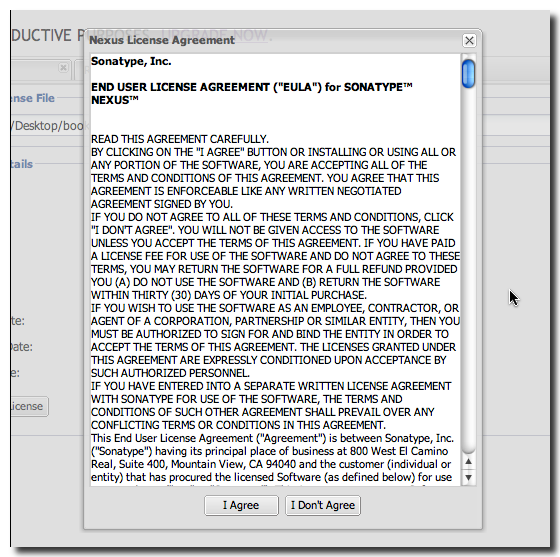 DUCTIVE PURPOSES. UPGRADE NOW.
Nexus License Agreement
Sonatype, Inc.
END USER LICENSE AGREEMENT ("EULA") for SONATYPE™
NEXUS™
READ THIS AGREEMENT CAREFULLY.
BY CLICKING ON THE "I AGREE" BUTTON OR INSTALLING OR USING ALL OR
ANY PORTION OF THE SOFTWARE, YOU ARE ACCEPTING ALL OF THE
TERMS AND CONDITIONS OF THIS AGREEMENT. YOU AGREE THAT THIS
AGREEMENT IS ENFORCEABLE LIKE ANY WRITTEN NEGOTIATED
AGREEMENT SIGNED BY YOU.
IF YOU DO NOT AGREE TO ALL OF THESE TERMS AND CONDITIONS, CLICK
"I DON'T AGREE". YOU WILL NOT BE GIVEN ACCESS TO THE SOFTWARE
UNLESS YOU ACCEPT THE TERMS OF THIS AGREEMENT. IF YOU HAVE PAID
A LICENSE FEE FOR USE OF THE SOFTWARE AND DO NOT AGREE TO THESE
TERMS, YOU MAY RETURN THE SOFTWARE FOR A FULL REFUND PROVIDED
YOU (A) DO NOT USE THE SOFTWARE AND (B) RETURN THE SOFTWARE
WITHIN THIRTY (30) DAYS OF YOUR INITIAL PURCHASE.
IF YOU WISH TO USE THE SOFTWARE AS AN EMPLOYEE, CONTRACTOR, OR
AGENT OF A CORPORATION, PARTNERSHIP OR SIMILAR ENTITY, THEN YOU
MUST BE AUTHORIZED TO SIGN FOR AND BIND THE ENTITY IN ORDER TO
ACCEPT THE TERMS OF THIS AGREEMENT. THE LICENSES GRANTED UNDER
THIS AGREEMENT ARE EXPRESSLY CONDITIONED UPON ACCEPTANCE BY
SUCH AUTHORIZED PERSONNEL.
IF YOU HAVE ENTERED INTO A SEPARATE WRITTEN LICENSE AGREEMENT
WITH SONATYPE FOR USE OF THE SOFTWARE, THE TERMS AND
CONDITIONS OF SUCH OTHER AGREEMENT SHALL PREVAIL OVER ANY
CONFLICTING TERMS OR CONDITIONS IN THIS AGREEMENT.
This End User License Agreement ("Agreement") is between Sonatype, Inc.
("Sonatype") having its principal place of business at 800 West El Camino
Real, Suite 400, Mountain View, CA 94040 and the customer (individual or
entity) that has procured the licensed Software (as defined below) for use
I Agree
I Don't Agree
ense File
/Desktop/book
etails
te:
Date:
e:
License